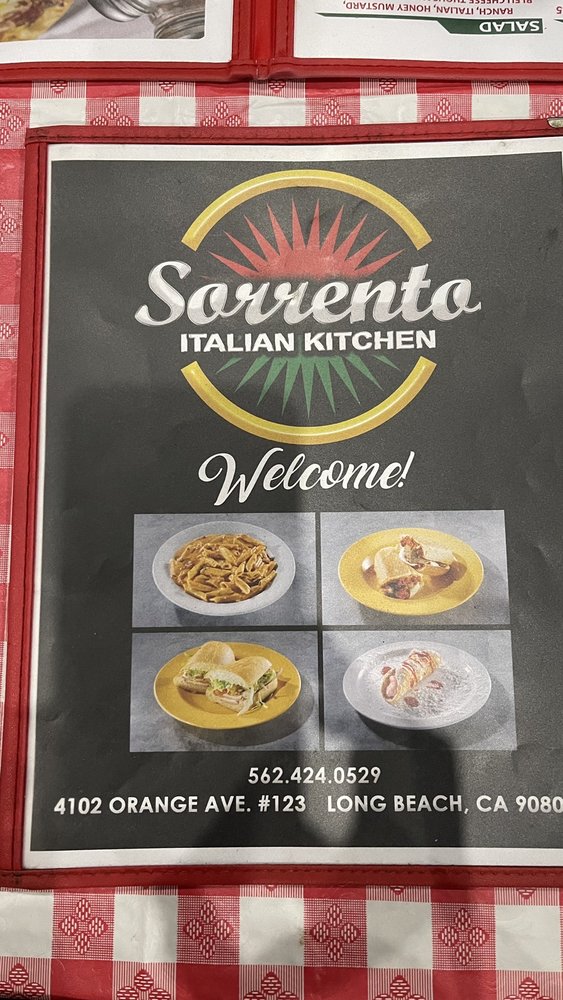 SALAD
RANCH, ITALIAN, HONEY MUSTARD,
Sorrento
ITALIAN KITCHEN
Welcome!
562.424.0529
4102 ORANGE AVE. #123 LONG BEACH, CA 9080